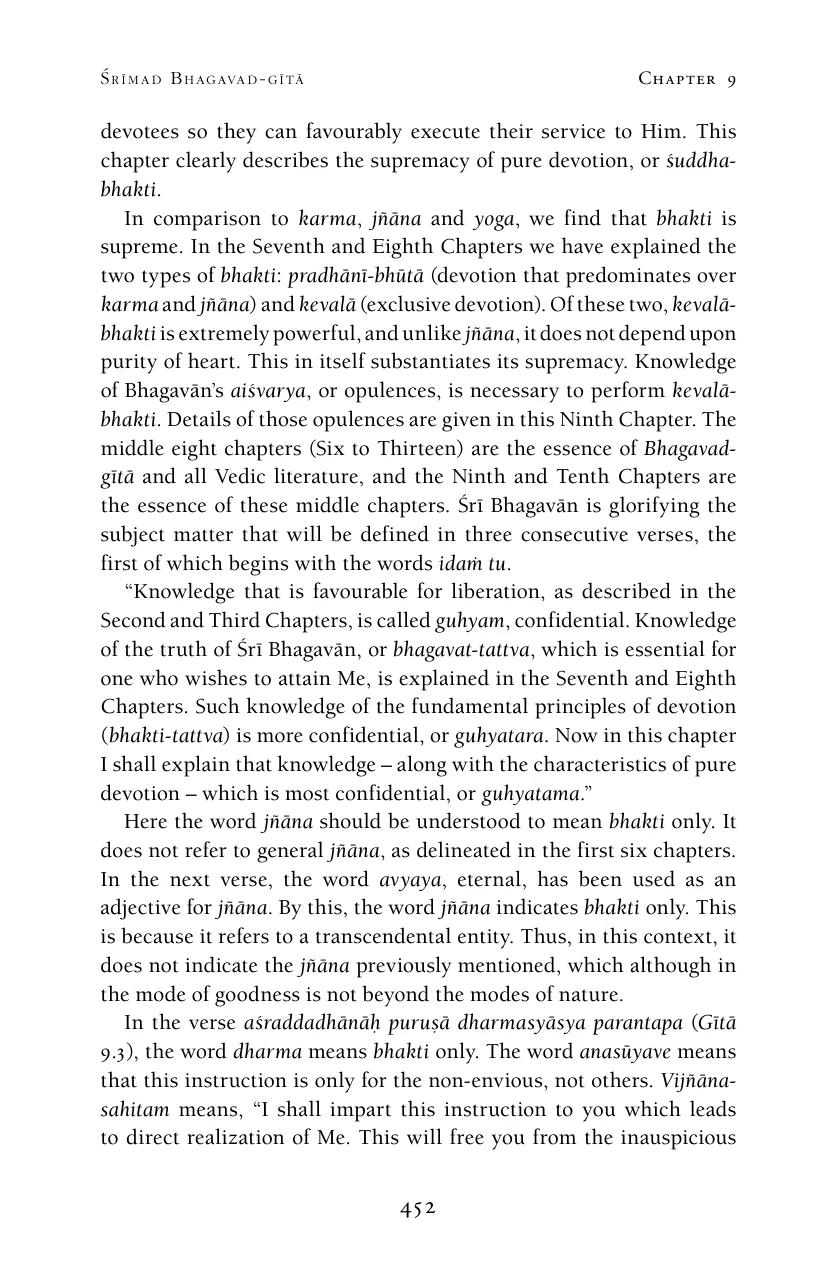 Śrīmad Bhagavad-gītā Chapter 9
devotees so they can favourably execute their service to Him. This
chapter clearly describes the supremacy of pure devotion, or śuddha-
bhakti.
In comparison to karma, jñāna and yoga, we find that bhakti is
supreme. In the Seventh and Eighth Chapters we have explained the
two types of bhakti: pradhānī-bhūtā (devotion that predominates over
karma and jñāna) and kevalā (exclusive devotion). Of these two, kevalā-
bhakti is extremely powerful, and unlike jñāna, it does not depend upon
purity of heart. This in itself substantiates its supremacy. Knowledge
of Bhagavān’s aiśvarya, or opulences, is necessary to perform kevalā-
bhakti. Details of those opulences are given in this Ninth Chapter. The
middle eight chapters (Six to Thirteen) are the essence of Bhagavad-
gītā and all Vedic literature, and the Ninth and Tenth Chapters are
the essence of these middle chapters. Śrī Bhagavān is glorifying the
subject matter that will be defined in three consecutive verses, the
first of which begins with the words idaṁ tu.
“Knowledge that is favourable for liberation, as described in the
Second and Third Chapters, is called guhyam, confidential. Knowledge
of the truth of Śrī Bhagavān, or bhagavat-tattva, which is essential for
one who wishes to attain Me, is explained in the Seventh and Eighth
Chapters. Such knowledge of the fundamental principles of devotion
(bhakti-tattva) is more confidential, or guhyatara. Now in this chapter
I shall explain that knowledge – along with the characteristics of pure
devotion – which is most confidential, or guhyatama.”
Here the word jñāna should be understood to mean bhakti only. It
does not refer to general jñāna, as delineated in the first six chapters.
In the next verse, the word avyaya, eternal, has been used as an
adjective for jñāna. By this, the word jñāna indicates bhakti only. This
is because it refers to a transcendental entity. Thus, in this context, it
does not indicate the jñāna previously mentioned, which although in
the mode of goodness is not beyond the modes of nature.
In the verse aśraddadhānāḥ puruṣā dharmasyāsya parantapa (Gītā
9.3), the word dharma means bhakti only. The word anasūyave means
that this instruction is only for the non-envious, not others. Vijñāna-
sahitam means, “I shall impart this instruction to you which leads
to direct realization of Me. This will free you from the inauspicious
452